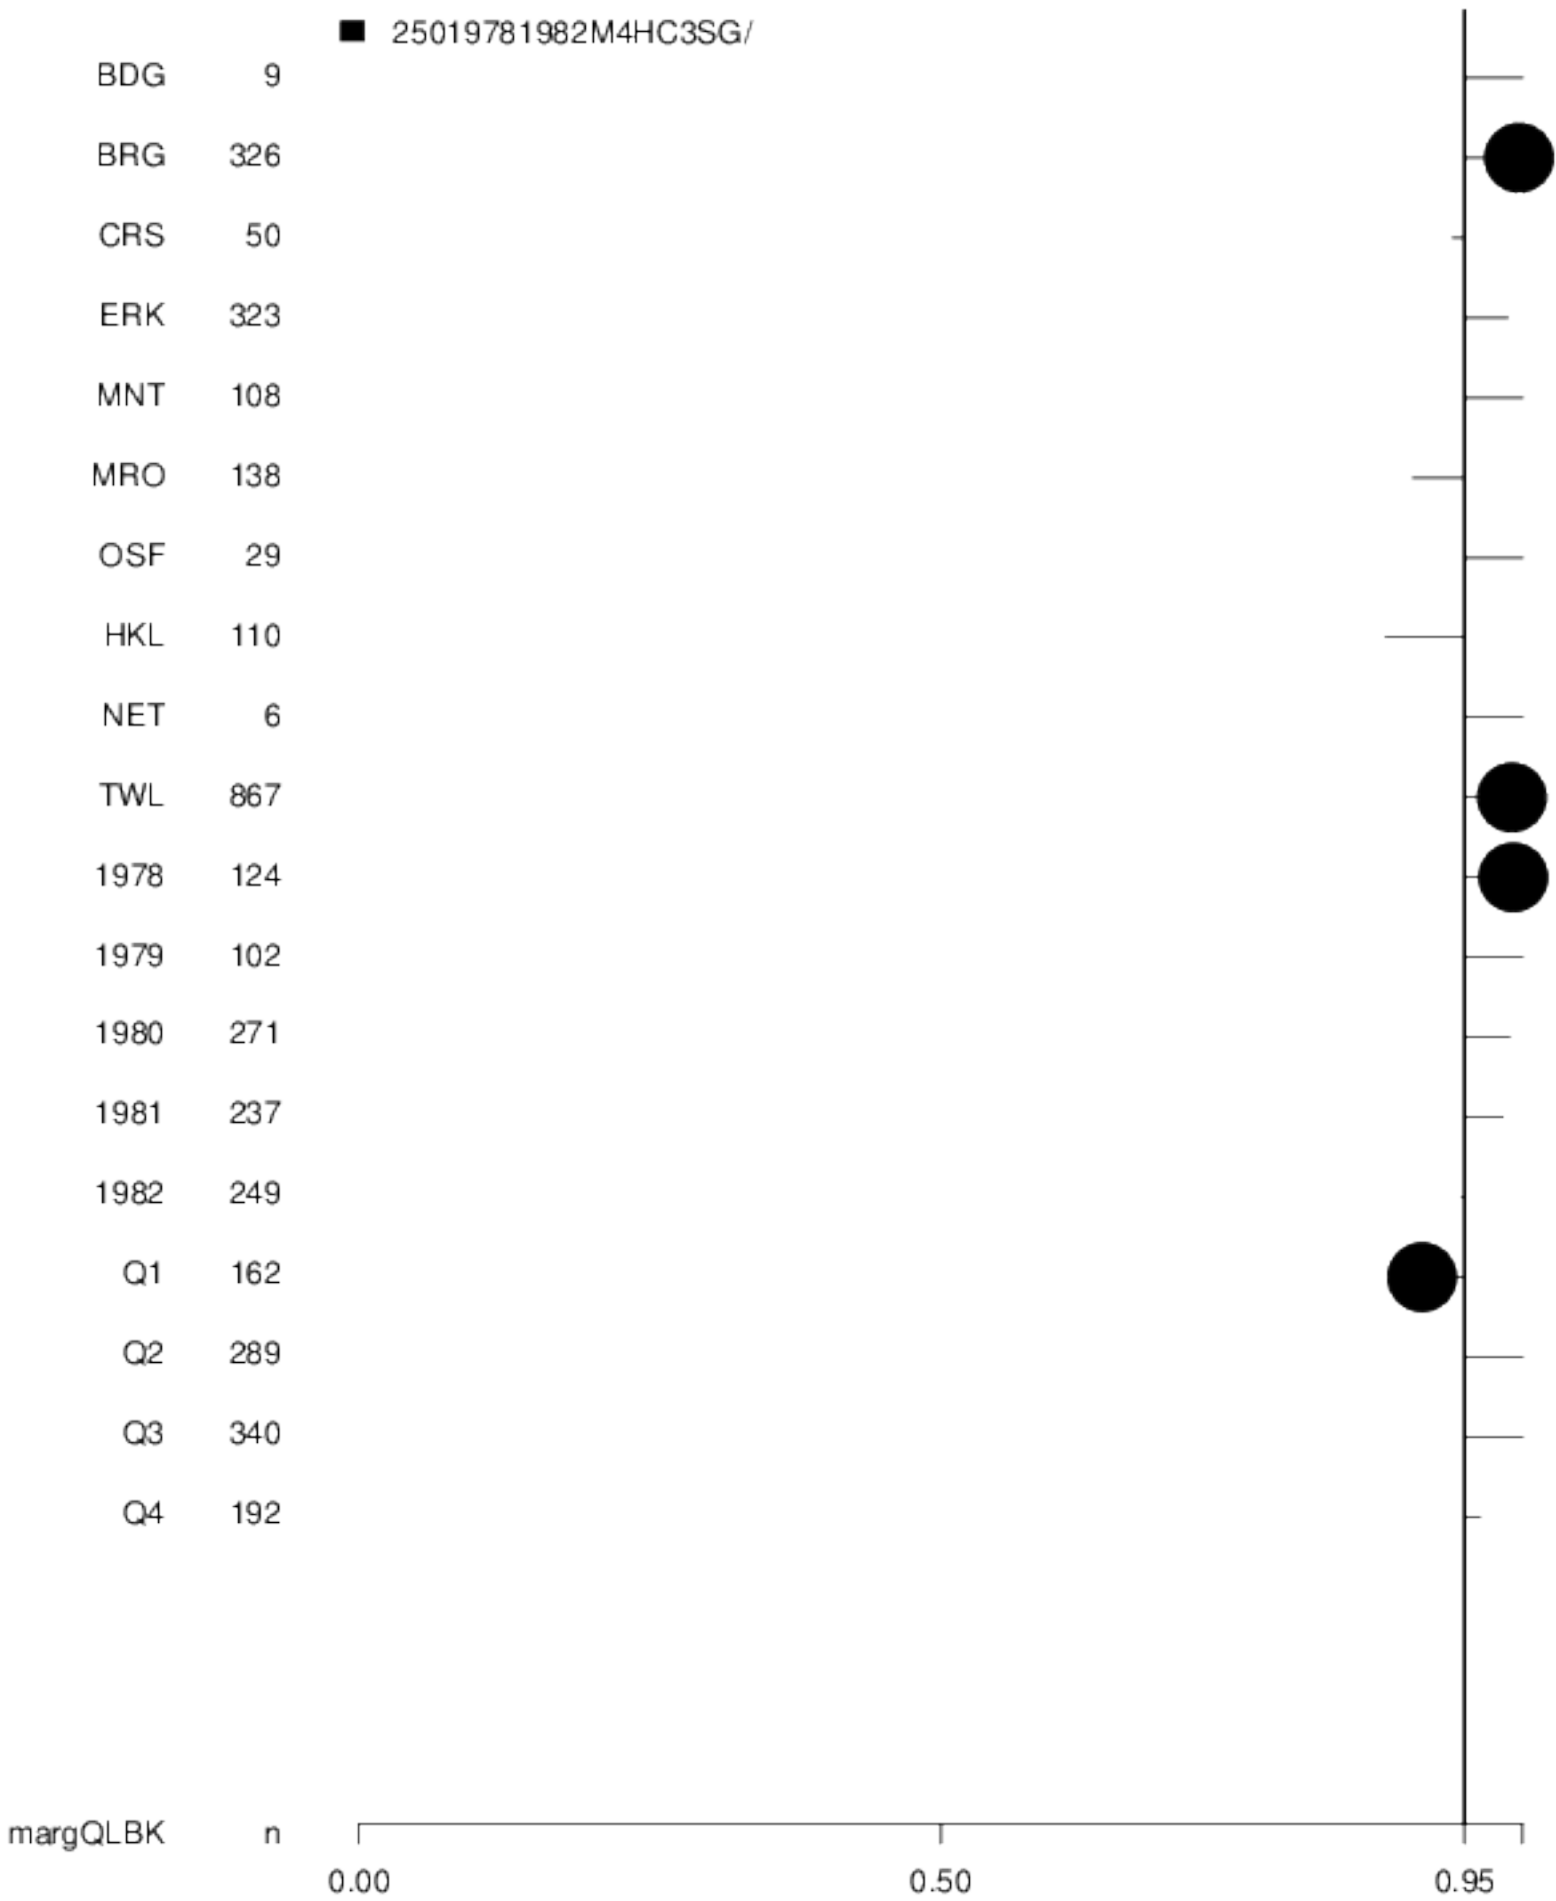 25019781982M4HC3SG/
BDG 9
BRG 326
CRS 50
ERK 323
MNT 108
MRO 138
OSF 29
HKL 110
NET 6
TWL 867
1978 124
1979 102
1980 271
1981 237
1982 249
Q1 162
Q2 289
Q3 340
Q4 192
margQLBK n
0.00 0.50 0.95